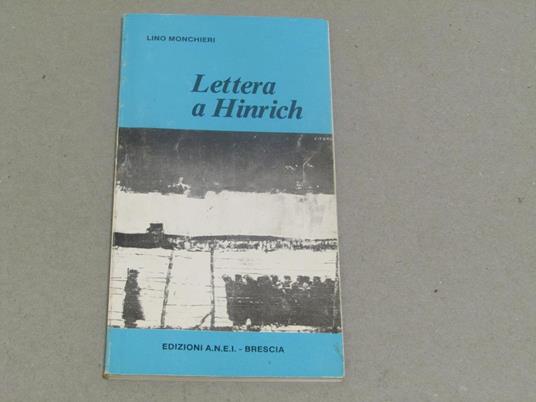 LINO MONCHIERI
Lettera
a Hinrich
EDIZIONI A.N.E.I. - BRESCIA